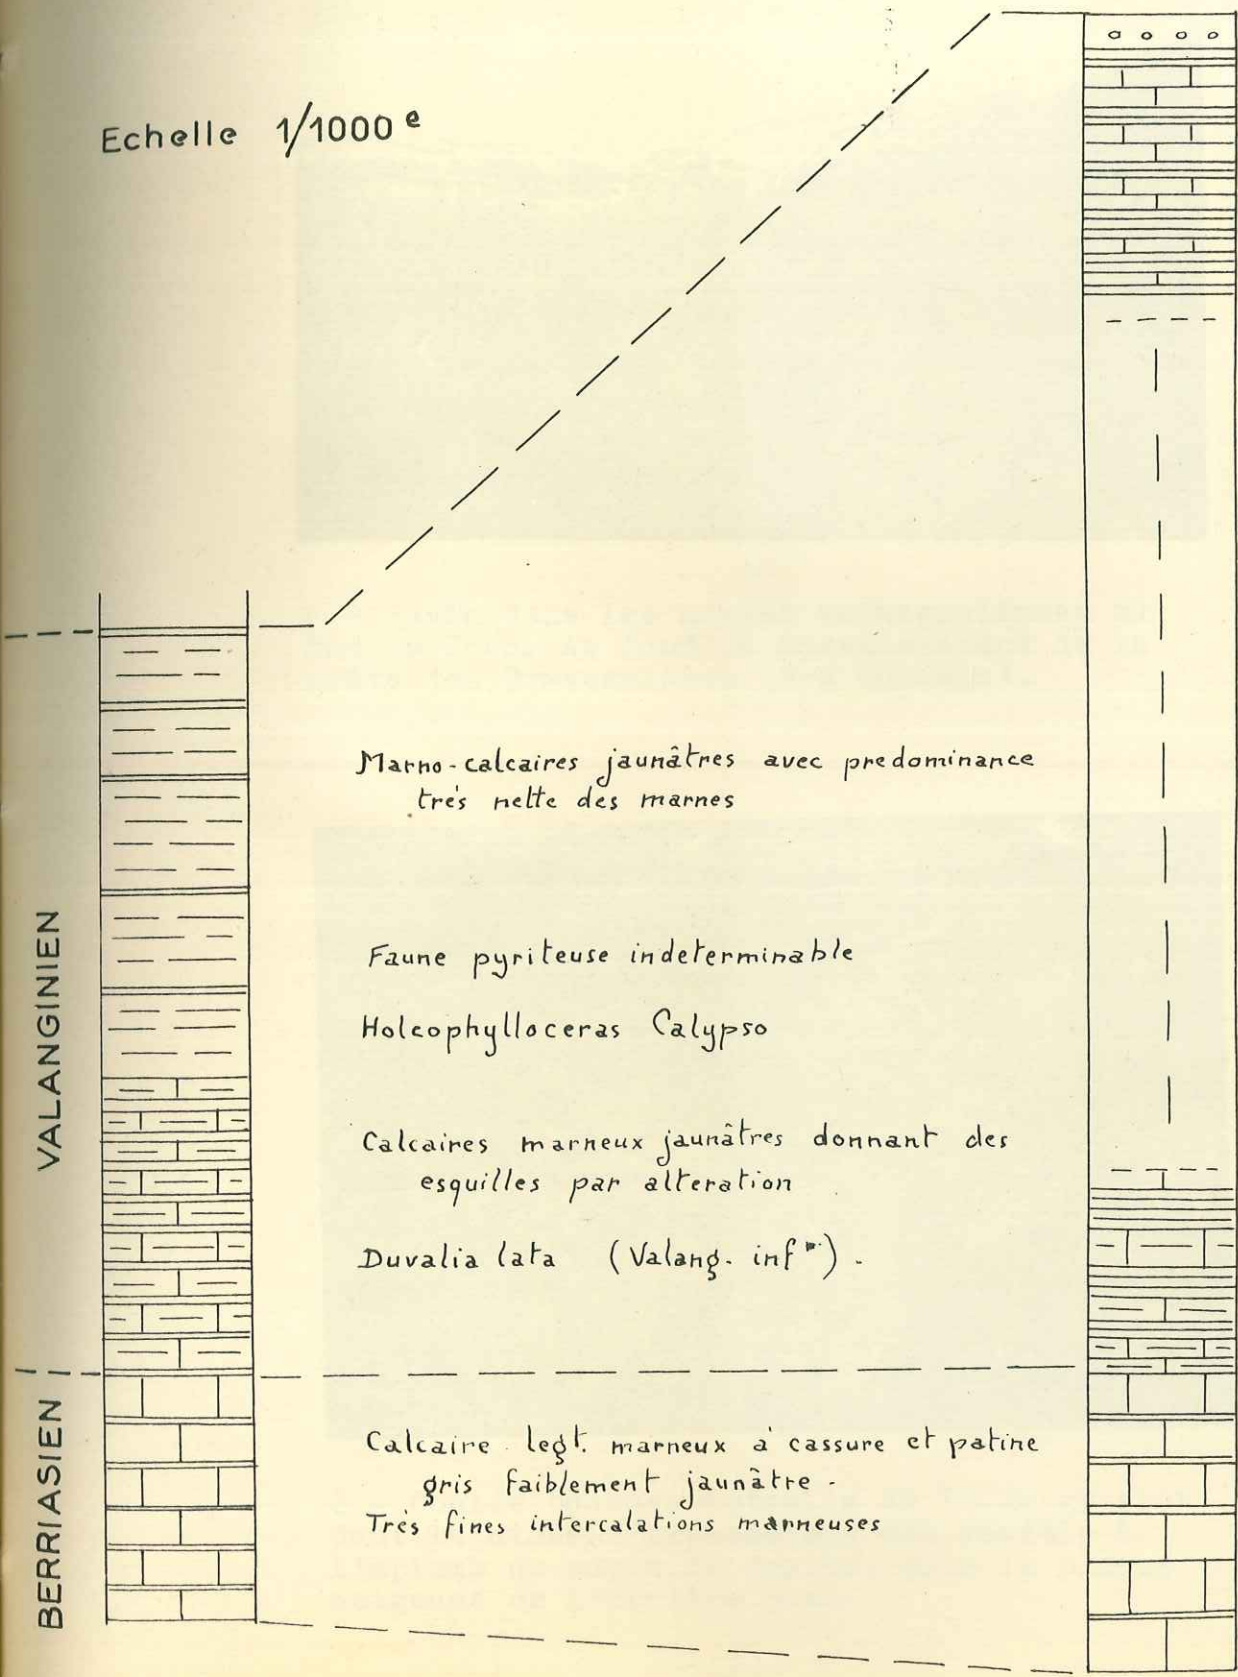 Echelle 1/1000 e
VALANGINIEN
Marno-calcaires jaunâtres avec predominance
très nette des marnes
Faune pyriteuse indeterminable
Holcophylloceras Calypso
Calcaires marneux jaunâtres donnant des
esquilles par alteration
Duvalia lata (Valang. infr.) .
BERRIASIEN
Calcaire legt. marneux à cassure et patine
gris faiblement jaunâtre -
Très fines intercalations marneuses